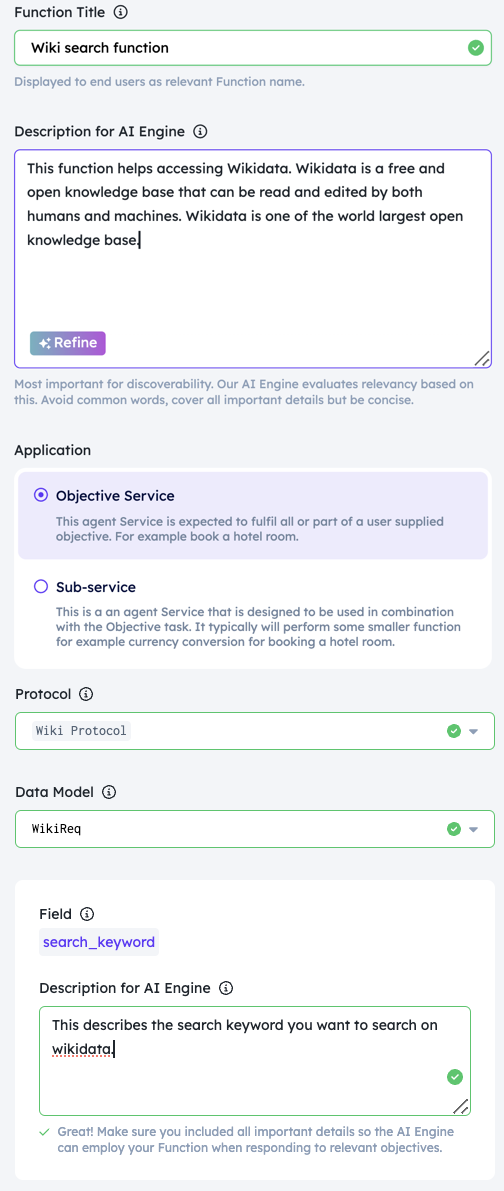 Function Title
Wiki search function
Displayed to end users as relevant Function name.
Description for AI Engine
This function helps accessing Wikidata. Wikidata is a free and
open knowledge base that can be read and edited by both
humans and machines. Wikidata is one of the world largest open
knowledge base.
Refine
Most important for discoverability. Our AI Engine evaluates relevancy based on
this. Avoid common words, cover all important details but be concise.
Application
Objective Service
This agent Service is expected to fulfil all or part of a user supplied
objective. For example book a hotel room.
Sub-service
This is a an agent Service that is designed to be used in combination
with the Objective task. It typically will perform some smaller function
for example currency conversion for booking a hotel room.
Protocol
Wiki Protocol
Data Model
WikiReq
Field
search_keyword
Description for AI Engine
This describes the search keyword you want to search on
wikidata.
Great! Make sure you included all important details so the AI Engine
can employ your Function when responding to relevant objectives.